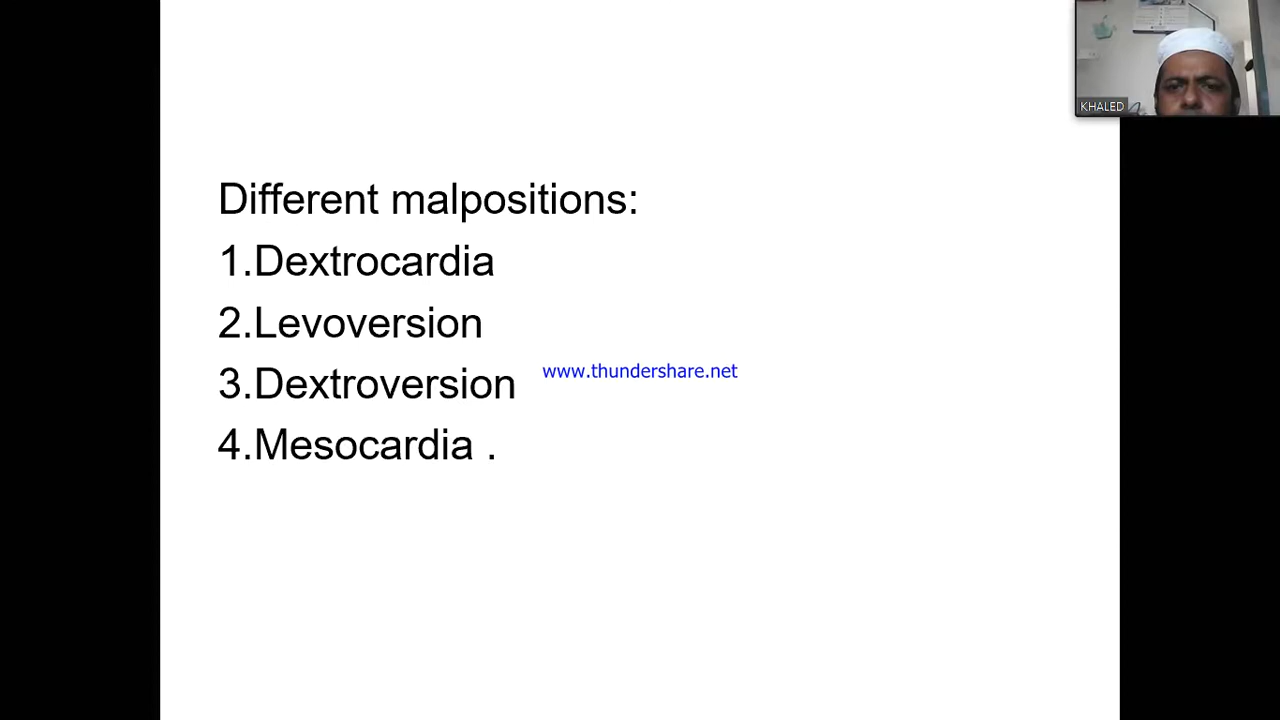 KHALED
Different malpositions:
1.Dextrocardia
2.Levoversion
3.Dextroversion
www.thundershare.net
4.Mesocardia .